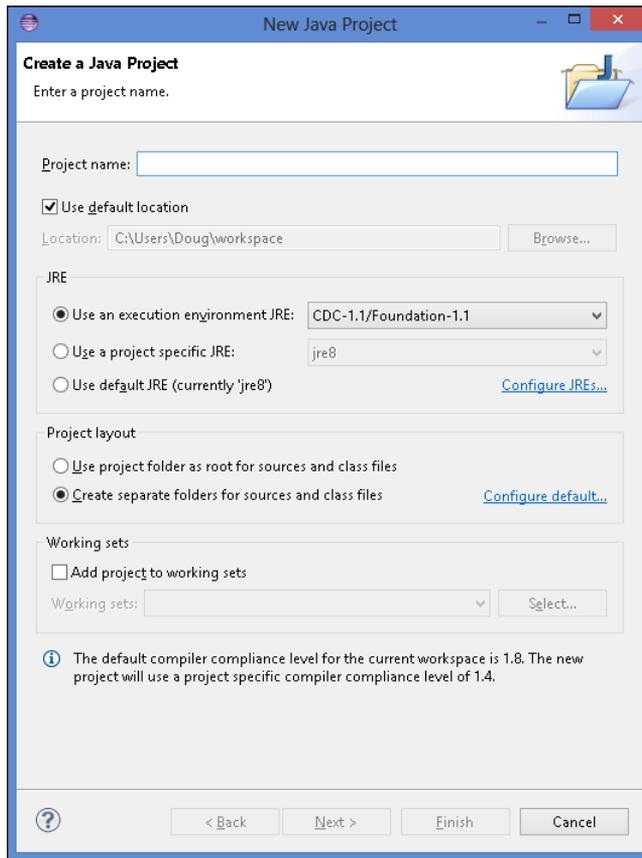 New Java Project
Create a Java Project
Enter a project name.
Project name:
Use default location
Location: C:\Users\Doug\workspace Browse...
JRE
Use an execution environment JRE: CDC-1.1/Foundation-1.1
Use a project specific JRE: jre8
Use default JRE (currently 'jre8') Configure JREs...
Project layout
Use project folder as root for sources and class files
Create separate folders for sources and class files Configure default...
Working sets
Add project to working sets
Working sets: Select...
The default compiler compliance level for the current workspace is 1.8. The new
project will use a project specific compiler compliance level of 1.4.
? < Back Next > Finish Cancel